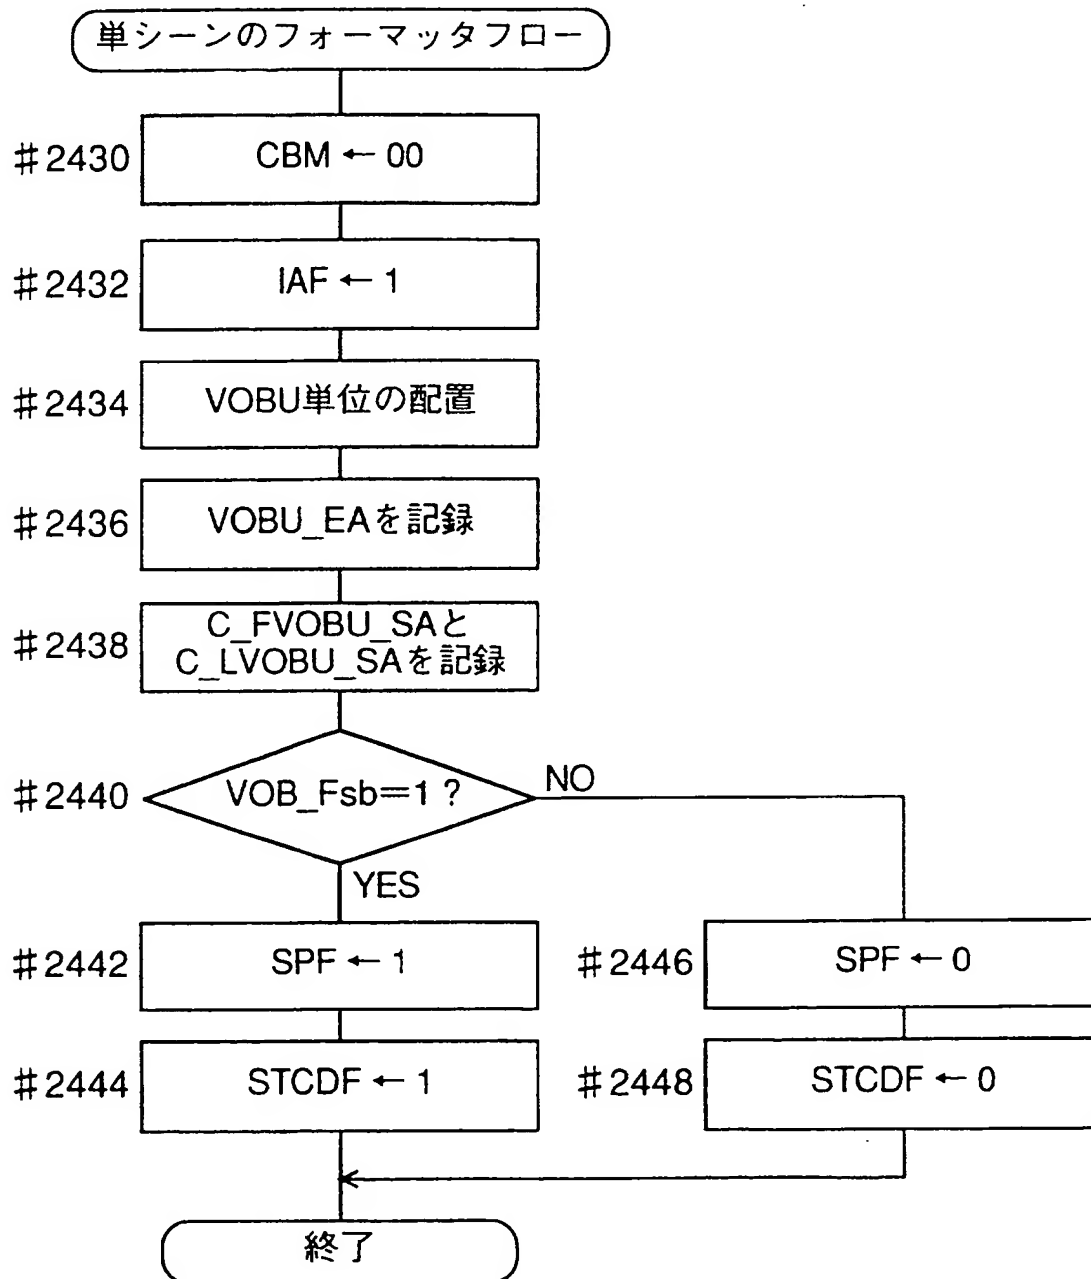 単シーンのフォーマッタフロー
#2430
CBM ← 00
#2432
IAF ← 1
#2434
VOBU単位の配置
#2436
VOBU_EAを記録
#2438
C_FVOBU_SAと
C_LVOBU_SAを記録
#2440
VOB_Fsb=1 ?
NO
YES
#2442
SPF ← 1
#2446
SPF ← 0
#2444
STCDF ← 1
#2448
STCDF ← 0
終了